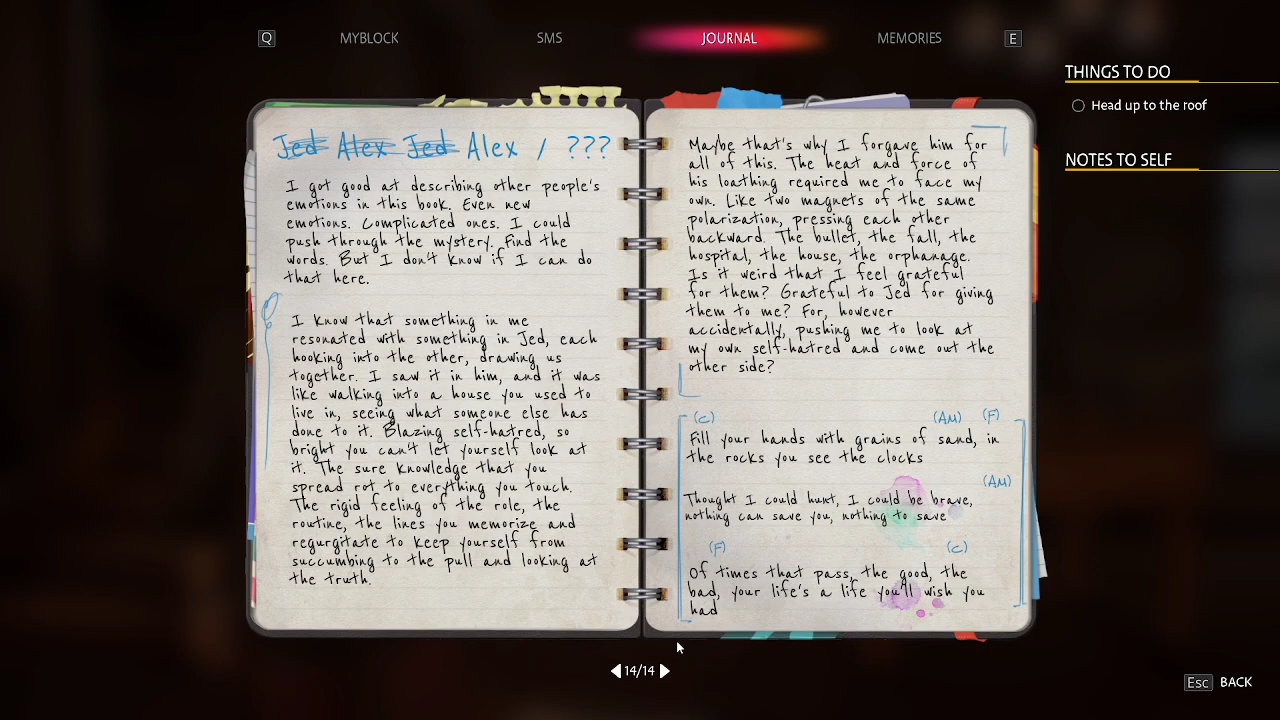 Q
MYBLOCK
SMS
JOURNAL
MEMORIES
E
THINGS TO DO
Head up to the roof
NOTES TO SELF
Jed Alex Jed Alex / ???
I got good at describing other people's
emotions in this book. Even new
emotions. Complicated ones. I could
push through the mystery. Find the
words. But I don't know if I can do
that here.
I know that something in me
resonated with something in Jed, each
hooking into the other, drawing us
together. I saw it in him, and it was
like walking into a house you used to
live in, seeing what someone else has
done to it. Blazing self-hatred, so
bright you can't let yourself look at
it. The sure knowledge that you
spread rot to everything you touch.
The rigid feeling of the role, the
routine, the lines you memorize and
regurgitate to keep yourself from
succumbing to the pull and looking at
the truth.
Maybe that's why I forgave him for
all of this. The heat and force of
his loathing required me to face my
own. Like two magnets of the same
polarization, pressing each other
backward. The bullet, the fall, the
hospital, the house, the orphanage.
Is it weird that I feel grateful
for them? Grateful to Jed for giving
them to me? For, however
accidentally, pushing me to look at
my own self-hatred and come out the
other side?
(C) (AM) (F)
Fill your hands with grains of sand, in
the rocks you see the clocks
(AM)
Thought I could hunt, I could be brave,
nothing can save you, nothing to save
(F) (C)
Of times that pass, the good, the
bad, your life's a life you'll wish you
had
14/14
Esc BACK